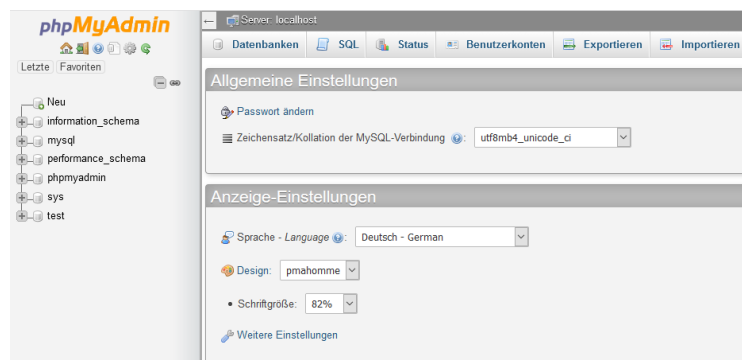 phpMyAdmin
Letzte Favoriten
Neu
information_schema
mysql
performance_schema
phpmyadmin
sys
test
Server: localhost
Datenbanken SQL Status Benutzerkonten Exportieren Importieren
Allgemeine Einstellungen
Passwort ändern
Zeichensatz/Kollation der MySQL-Verbindung : utf8mb4_unicode_ci
Anzeige-Einstellungen
Sprache - Language : Deutsch - German
Design: pmahomme
• Schriftgröße: 82%
Weitere Einstellungen